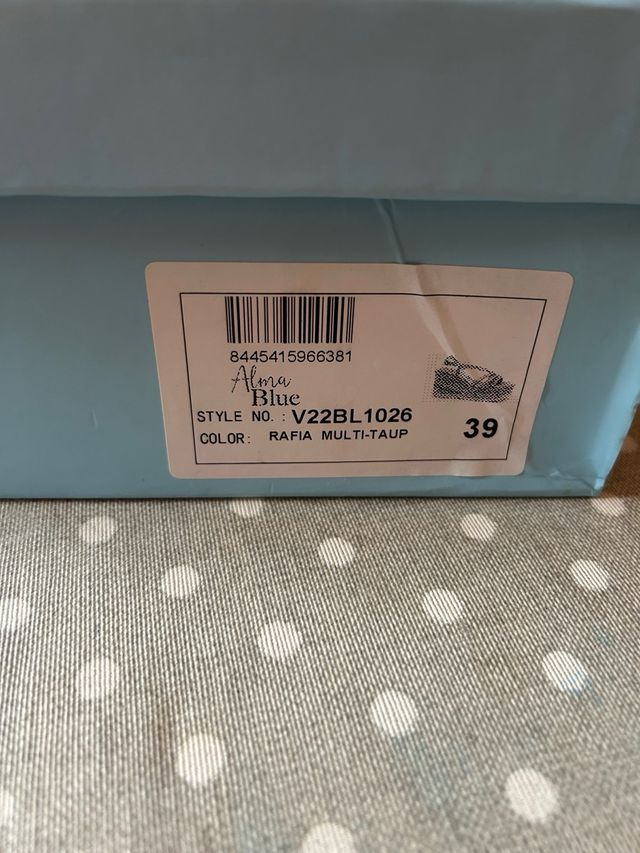 8445415966381
Alma
Blue
STYLE NO. : V22BL1026
COLOR: RAFIA MULTI-TAUP
39